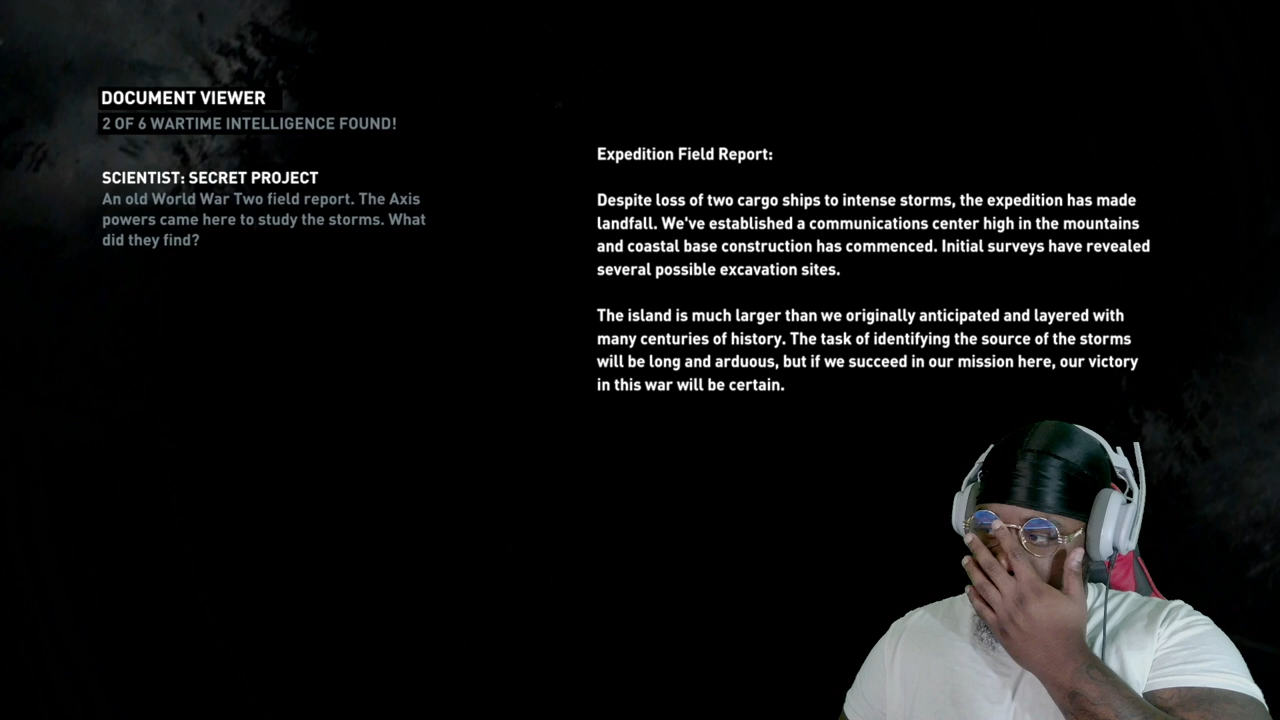 DOCUMENT VIEWER
2 OF 6 WARTIME INTELLIGENCE FOUND!
SCIENTIST: SECRET PROJECT
An old World War Two field report. The Axis
powers came here to study the storms. What
did they find?
Expedition Field Report:
Despite loss of two cargo ships to intense storms, the expedition has made
landfall. We've established a communications center high in the mountains
and coastal base construction has commenced. Initial surveys have revealed
several possible excavation sites.
The island is much larger than we originally anticipated and layered with
many centuries of history. The task of identifying the source of the storms
will be long and arduous, but if we succeed in our mission here, our victory
in this war will be certain.